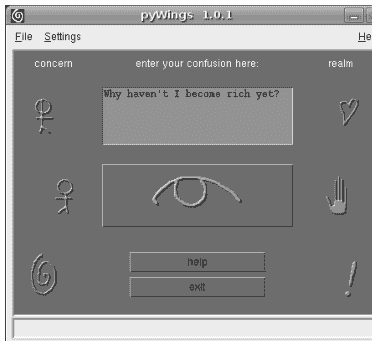 pyWings 1.0.1
File Settings He
concern enter your confusion here: realm
Why haven't I become rich yet?
help
exit